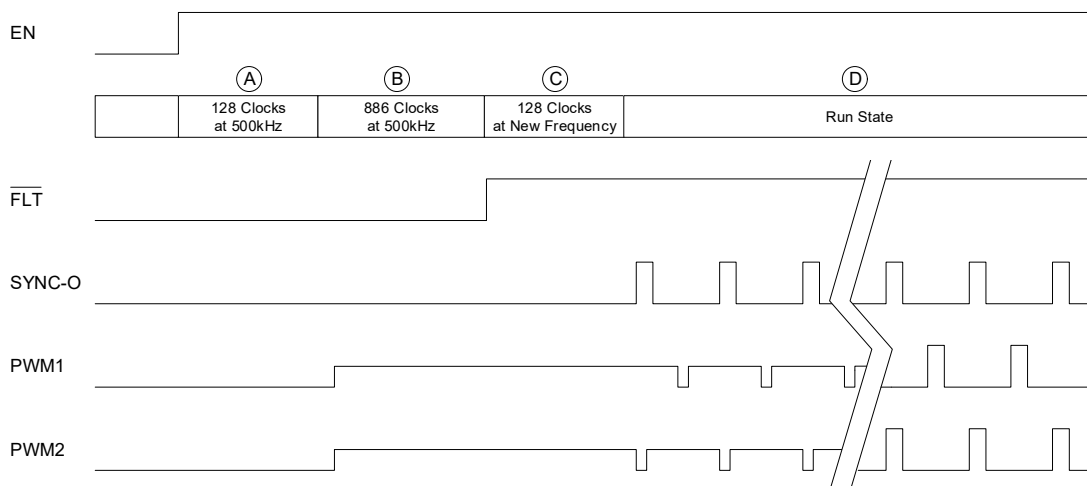 EN
A
B
C
D
128 Clocks
at 500kHz
886 Clocks
at 500kHz
128 Clocks
at New Frequency
Run State
FLT
SYNC-O
PWM1
PWM2